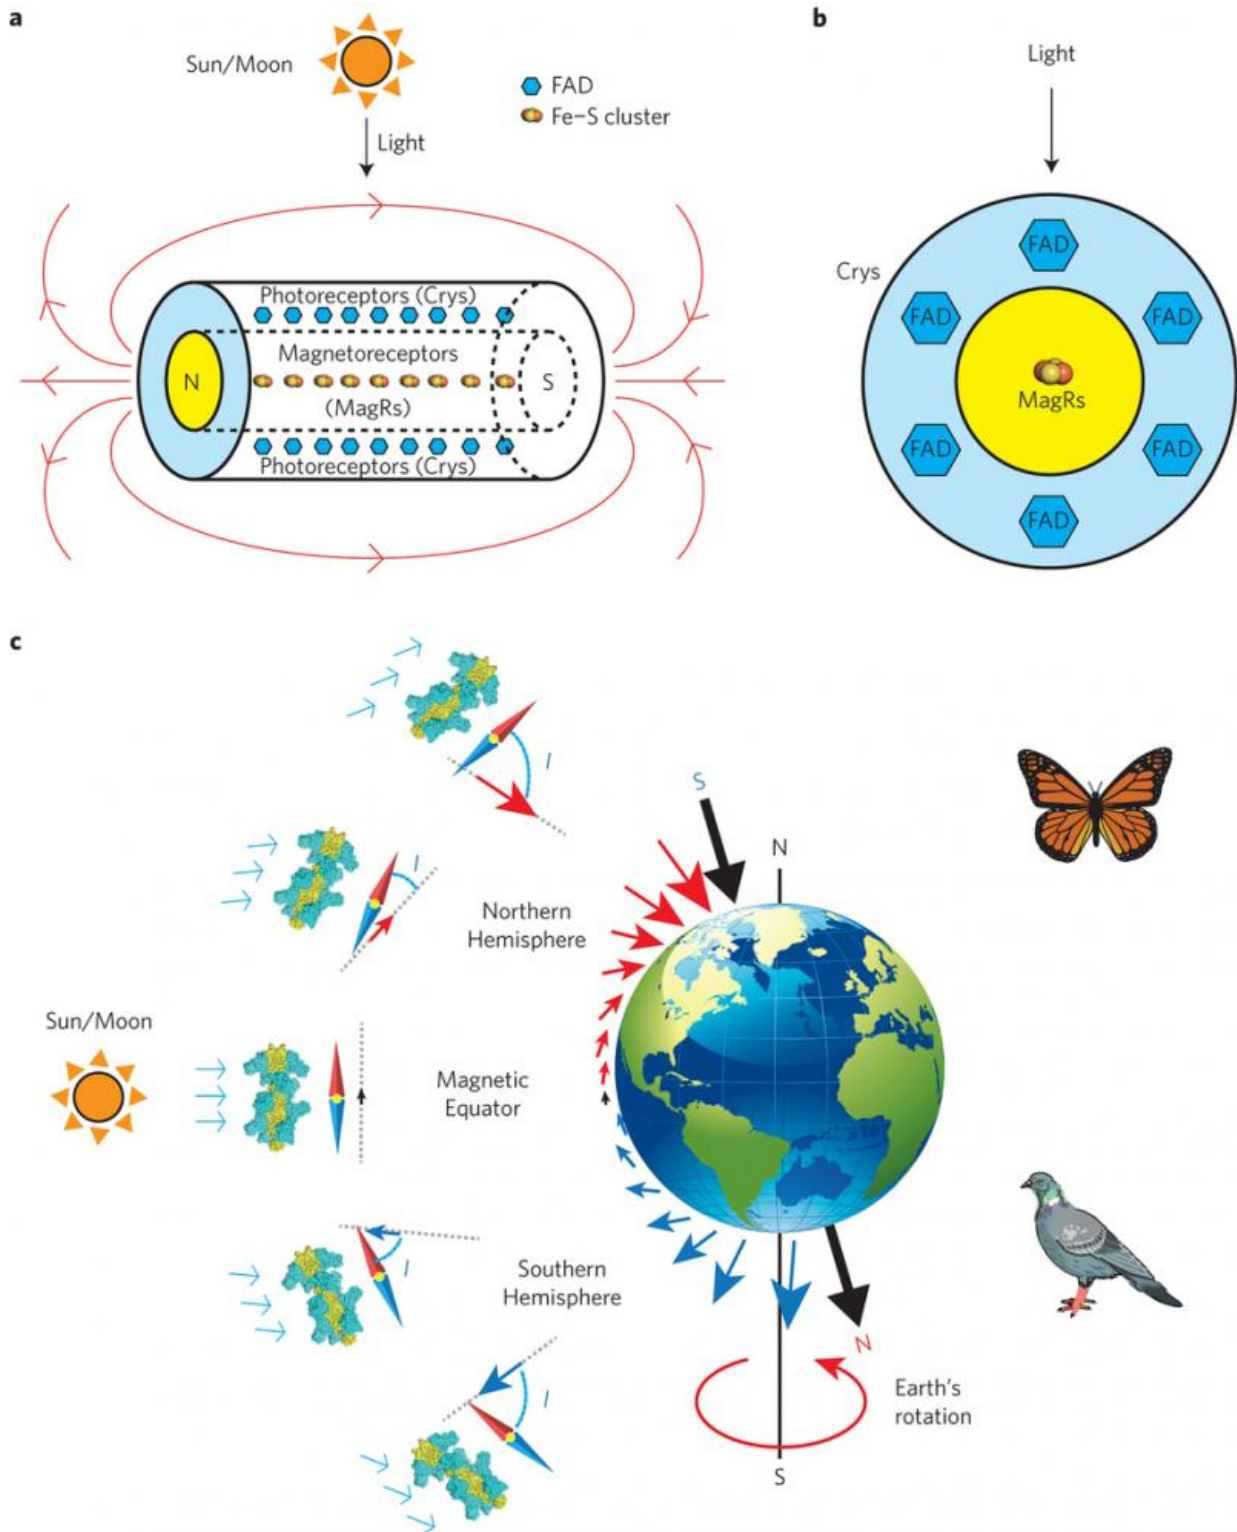 a
Sun/Moon
FAD
Fe–S cluster
Light
Photoreceptors (Crys)
Magnetoreceptors
N
S
(MagRs)
Photoreceptors (Crys)
b
Light
FAD
Crys
FAD
FAD
MagRs
FAD
FAD
FAD
c
I
S
N
I
Northern
Hemisphere
Sun/Moon
Magnetic
Equator
I
Southern
Hemisphere
I
N
Earth's
rotation
S